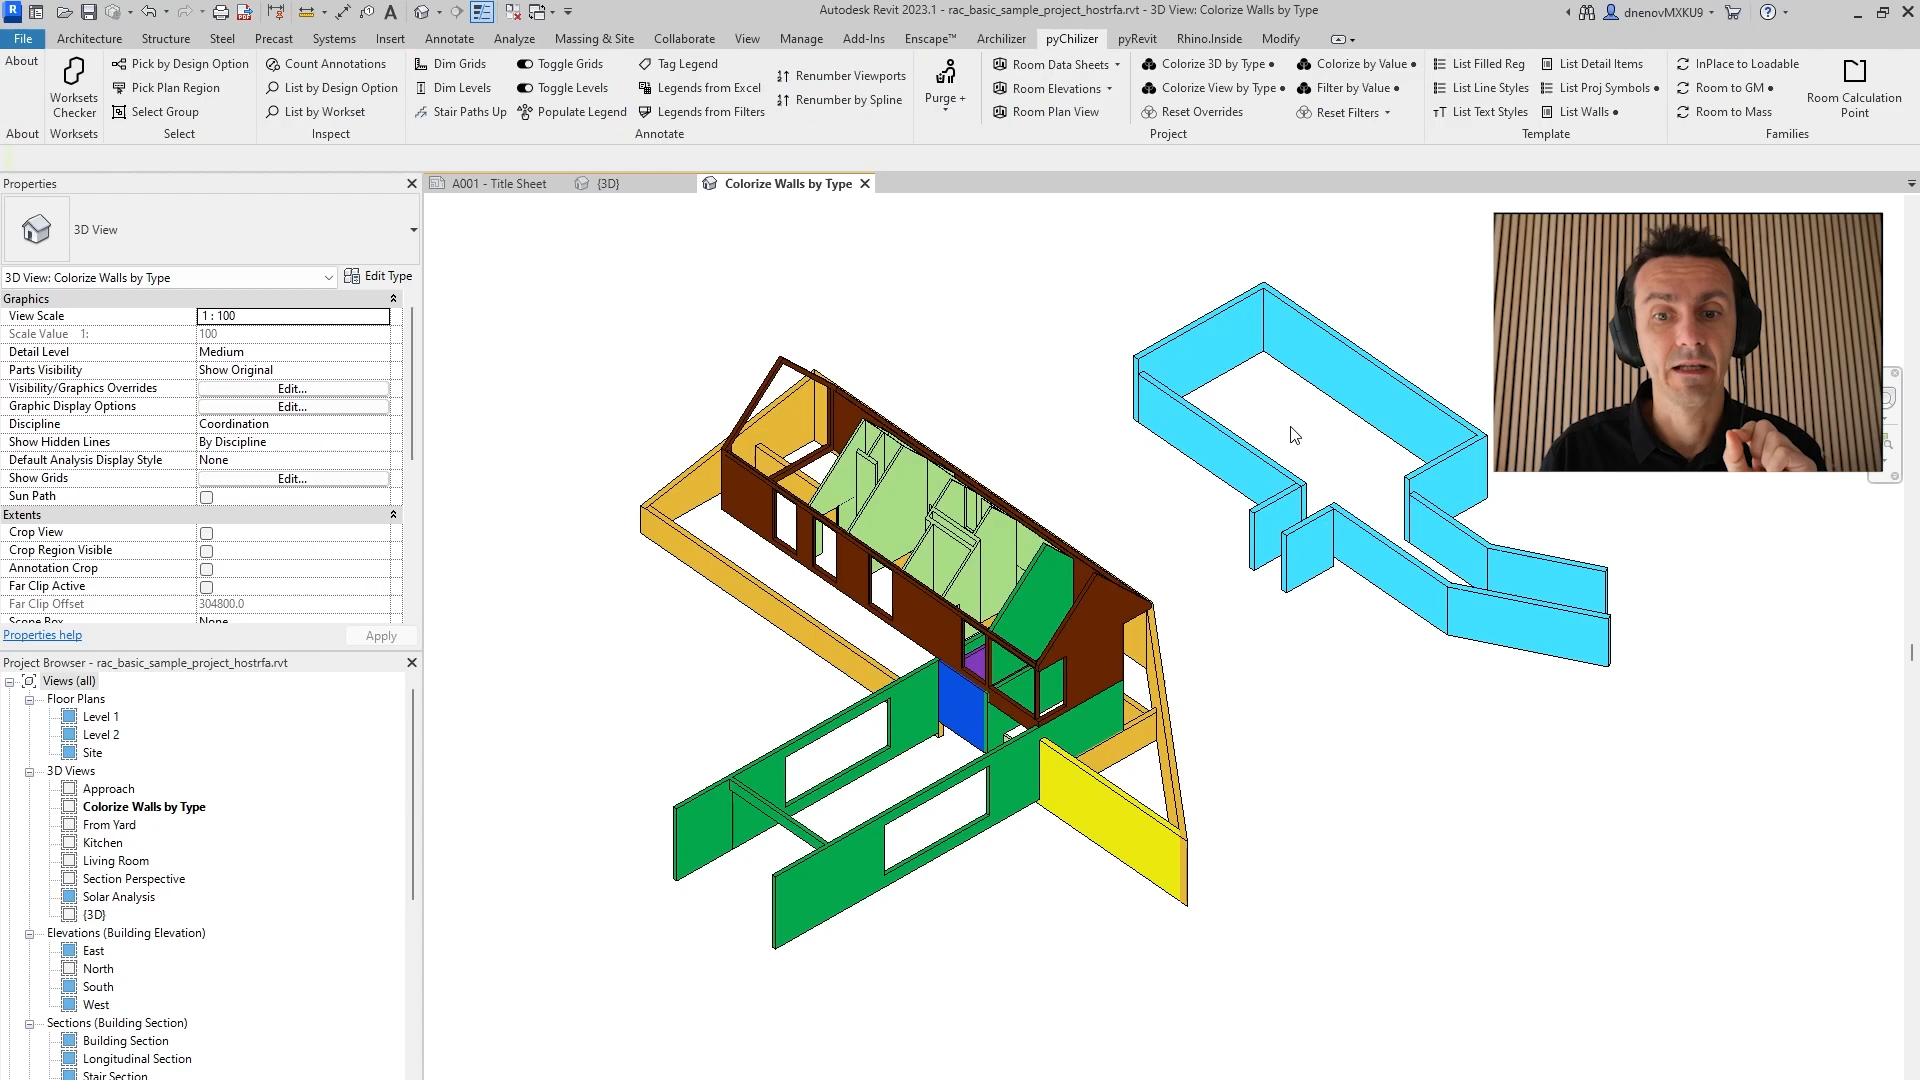 Autodesk Revit 2023.1 - rac_basic_sample_project_hostrfa.rvt - 3D View: Colorize Walls by Type
dnenovMXKU9
File Architecture Structure Steel Precast Systems Insert Annotate Analyze Massing & Site Collaborate View Manage Add-Ins Enscape™ Archilizer pyChilizer pyRevit Rhino.Inside Modify
About
Worksets
Checker
Pick by Design Option
Pick Plan Region
Select Group
Count Annotations
List by Design Option
List by Workset
Dim Grids
Dim Levels
Stair Paths Up
Toggle Grids
Toggle Levels
Populate Legend
Tag Legend
Legends from Excel
Legends from Filters
Renumber Viewports
Renumber by Spline
Purge +
Room Data Sheets
Room Elevations
Room Plan View
Colorize 3D by Type •
Colorize View by Type •
Reset Overrides
Colorize by Value •
Filter by Value •
Reset Filters
List Filled Reg
List Line Styles
List Text Styles
List Detail Items
List Proj Symbols •
List Walls •
InPlace to Loadable
Room to GM •
Room to Mass
Room Calculation
Point
About Worksets Select Inspect Annotate Project Template Families
Properties
3D View
3D View: Colorize Walls by Type
Edit Type
Graphics
View Scale 1 : 100
Scale Value 1: 100
Detail Level Medium
Parts Visibility Show Original
Visibility/Graphics Overrides Edit...
Graphic Display Options Edit...
Discipline Coordination
Show Hidden Lines By Discipline
Default Analysis Display Style None
Show Grids Edit...
Sun Path
Extents
Crop View
Crop Region Visible
Annotation Crop
Far Clip Active
Far Clip Offset 304800.0
Scope Box None
Properties help
Apply
Project Browser - rac_basic_sample_project_hostrfa.rvt
Views (all)
Floor Plans
Level 1
Level 2
Site
3D Views
Approach
Colorize Walls by Type
From Yard
Kitchen
Living Room
Section Perspective
Solar Analysis
{3D}
Elevations (Building Elevation)
East
North
South
West
Sections (Building Section)
Building Section
Longitudinal Section
Stair Section
A001 - Title Sheet
{3D}
Colorize Walls by Type